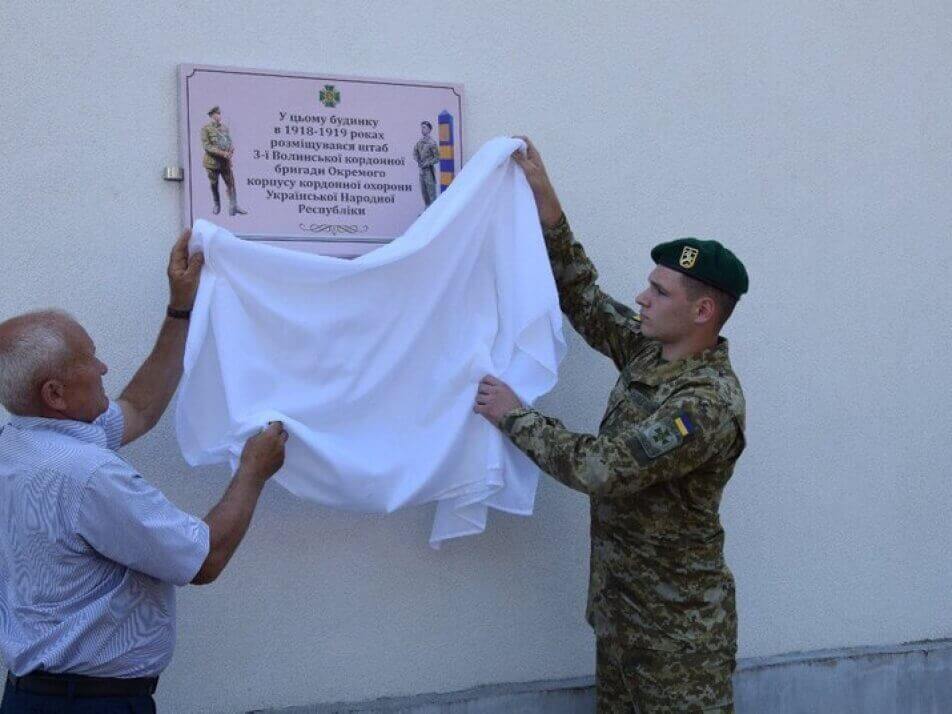 У цьому будинку
в 1918-1919 роках
розміщувався штаб
3-ї Волинської кордонної
бригади Окремого
корпусу кордонної охорони
Української Народної
Республіки